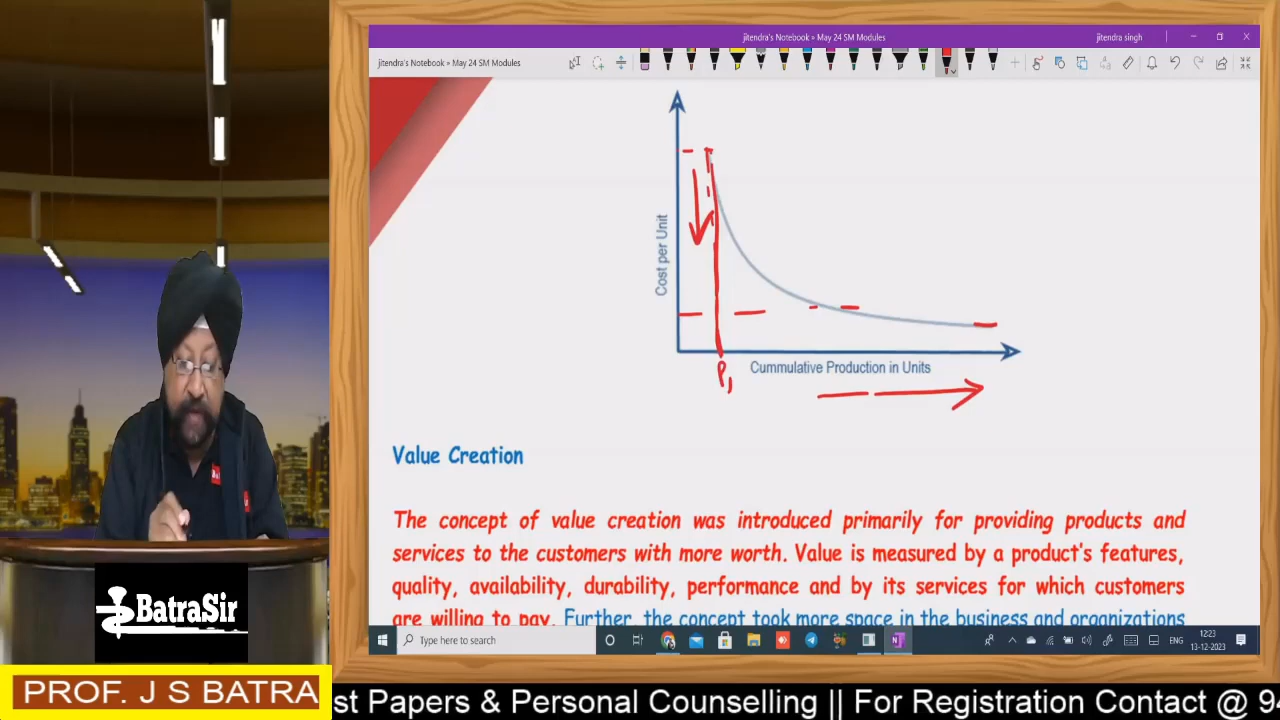 jitendra's Notebook » May 24 SM Modules
jitendra singh
jitendra's Notebook » May 24 SM Modules
Cost per Unit
P1
Cummulative Production in Units
Value Creation
The concept of value creation was introduced primarily for providing products and
services to the customers with more worth. Value is measured by a product's features,
quality, availability, durability, performance and by its services for which customers
are willing to pay. Further, the concept took more space in the business and organizations
BatraSir
Type here to search
ENG
12:23
13-12-2023
PROF. J S BATRA
st Papers & Personal Counselling || For Registration Contact @ 9